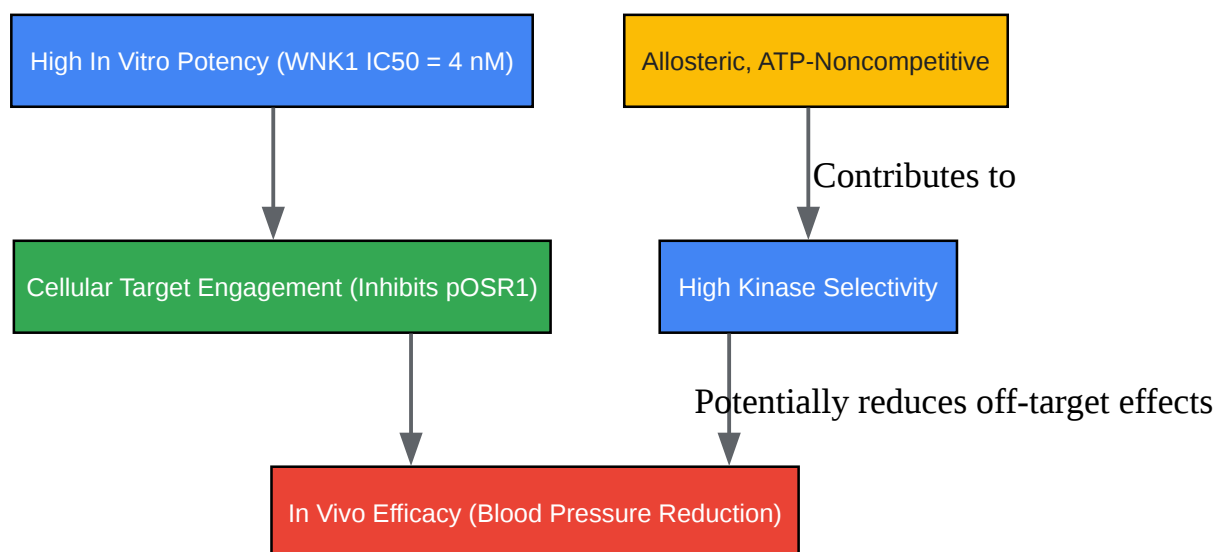 High In Vitro Potency (WNK1 IC50 = 4 nM)
Allosteric, ATP-Noncompetitive
Contributes to
Cellular Target Engagement (Inhibits pOSR1)
High Kinase Selectivity
Potentially reduces off-target effects
In Vivo Efficacy (Blood Pressure Reduction)